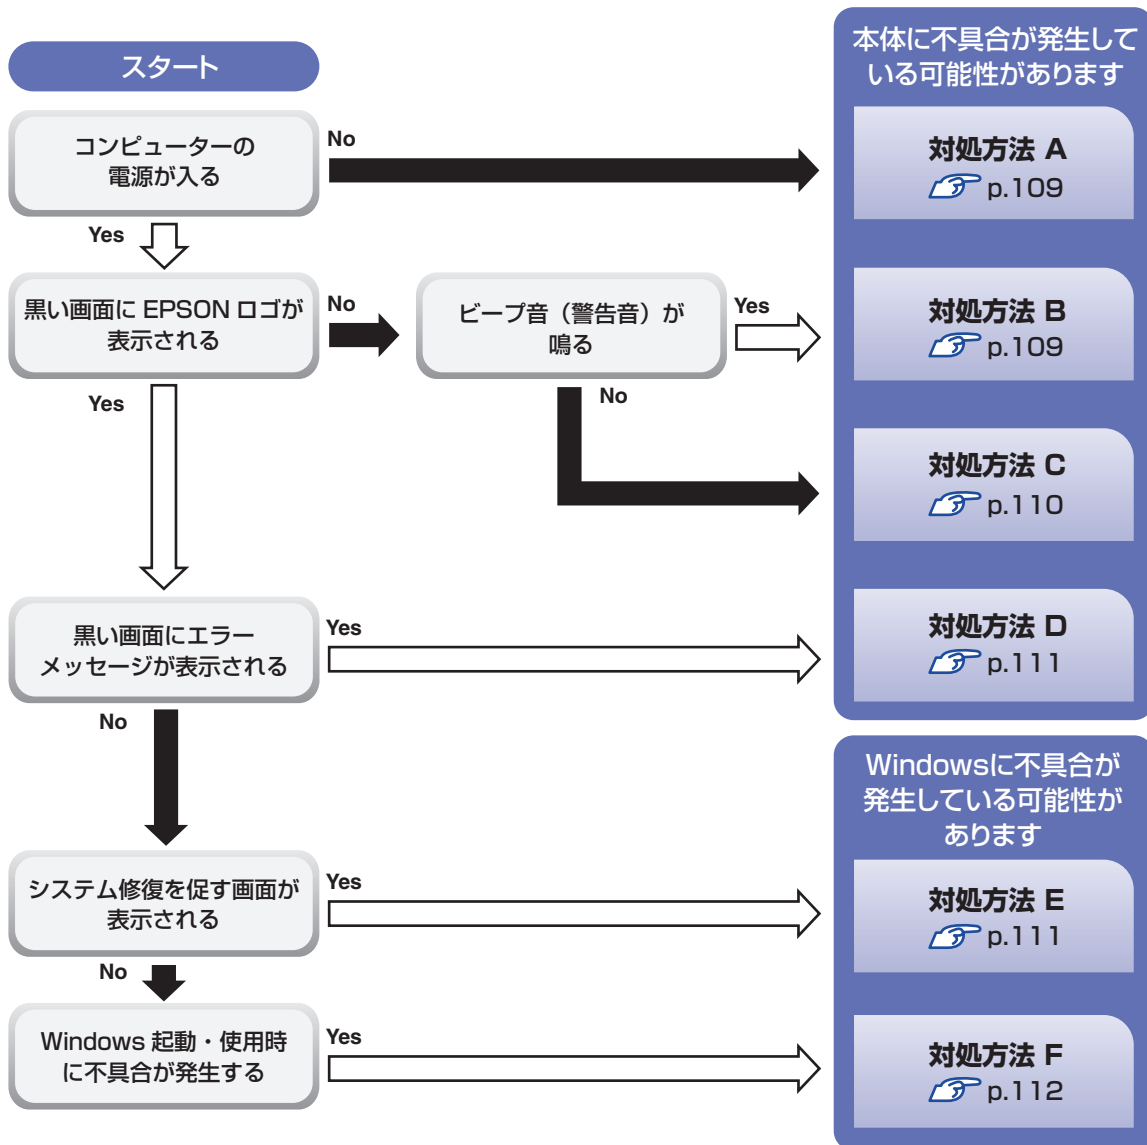 スタート
コンピューターの
電源が入る
No
Yes
黒い画面に EPSON ロゴが
表示される
No
ビープ音（警告音）が
鳴る
Yes
No
Yes
黒い画面にエラー
メッセージが表示される
Yes
No
システム修復を促す画面が
表示される
Yes
No
Windows 起動・使用時
に不具合が発生する
Yes
本体に不具合が発生して
いる可能性があります
対処方法 A
p.109
対処方法 B
p.109
対処方法 C
p.110
対処方法 D
p.111
Windowsに不具合が
発生している可能性が
あります
対処方法 E
p.111
対処方法 F
p.112